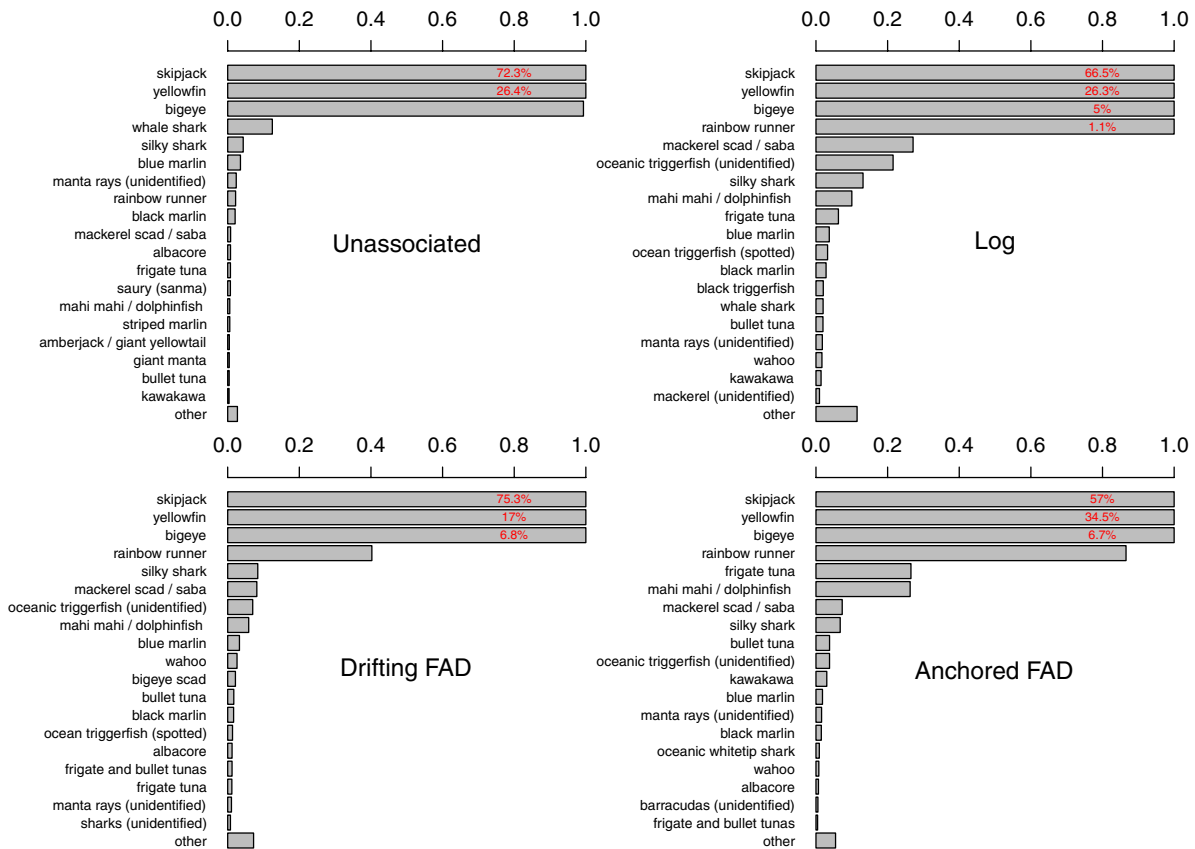 0.0 0.2 0.4 0.6 0.8 1.0
skipjack 72.3%
yellowfin 26.4%
bigeye
whale shark
silky shark
blue marlin
manta rays (unidentified)
rainbow runner
black marlin
mackerel scad / saba
Unassociated
albacore
frigate tuna
saury (sanma)
mahi mahi / dolphinfish
striped marlin
amberjack / giant yellowtail
giant manta
bullet tuna
kawakawa
other
0.0 0.2 0.4 0.6 0.8 1.0
skipjack 66.5%
yellowfin 26.3%
bigeye 5%
rainbow runner 1.1%
mackerel scad / saba
oceanic triggerfish (unidentified)
silky shark
mahi mahi / dolphinfish
frigate tuna
blue marlin
Log
ocean triggerfish (spotted)
black marlin
black triggerfish
whale shark
bullet tuna
manta rays (unidentified)
wahoo
kawakawa
mackerel (unidentified)
other
0.0 0.2 0.4 0.6 0.8 1.0
skipjack 75.3%
yellowfin 17%
bigeye 6.8%
rainbow runner
silky shark
mackerel scad / saba
oceanic triggerfish (unidentified)
mahi mahi / dolphinfish
blue marlin
wahoo
Drifting FAD
bigeye scad
bullet tuna
black marlin
ocean triggerfish (spotted)
albacore
frigate and bullet tunas
frigate tuna
manta rays (unidentified)
sharks (unidentified)
other
0.0 0.2 0.4 0.6 0.8 1.0
skipjack 57%
yellowfin 34.5%
bigeye 6.7%
rainbow runner
frigate tuna
mahi mahi / dolphinfish
mackerel scad / saba
silky shark
bullet tuna
oceanic triggerfish (unidentified)
Anchored FAD
kawakawa
blue marlin
manta rays (unidentified)
black marlin
oceanic whitetip shark
wahoo
albacore
barracudas (unidentified)
frigate and bullet tunas
other